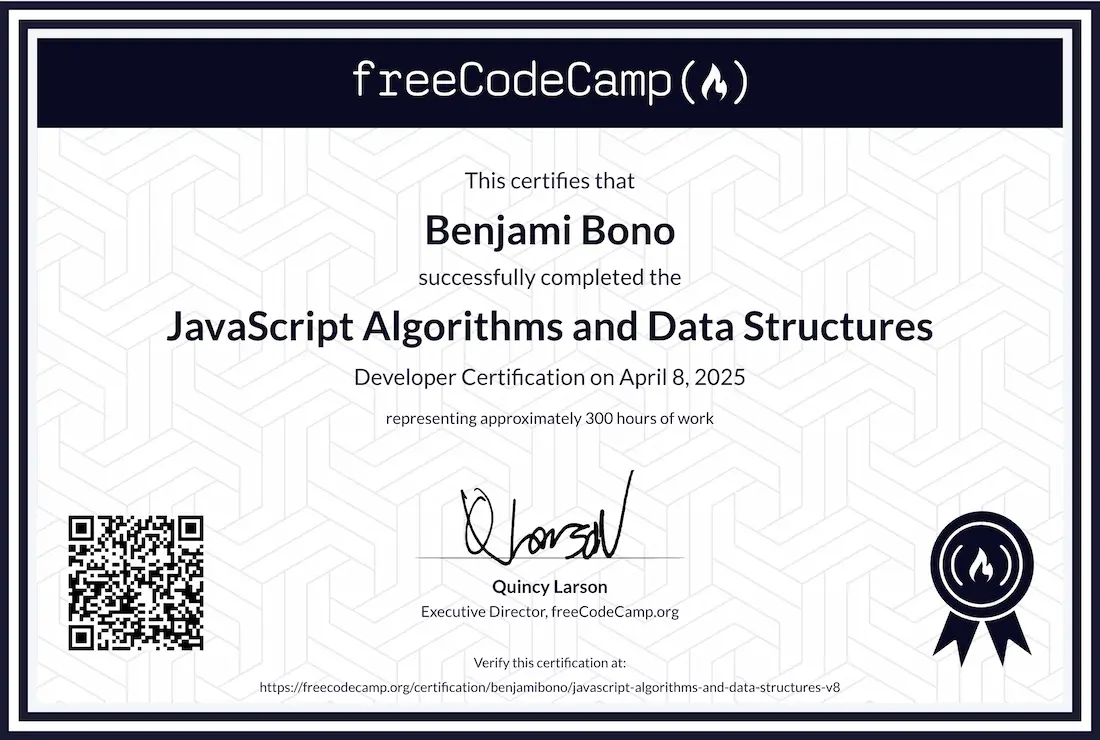 freeCodeCamp(🔥)
This certifies that
Benjami Bono
successfully completed the
JavaScript Algorithms and Data Structures
Developer Certification on April 8, 2025
representing approximately 300 hours of work
Q Larson
Quincy Larson
Executive Director, freeCodeCamp.org
Verify this certification at:
https://freecodecamp.org/certification/benjamibono/javascript-algorithms-and-data-structures-v8